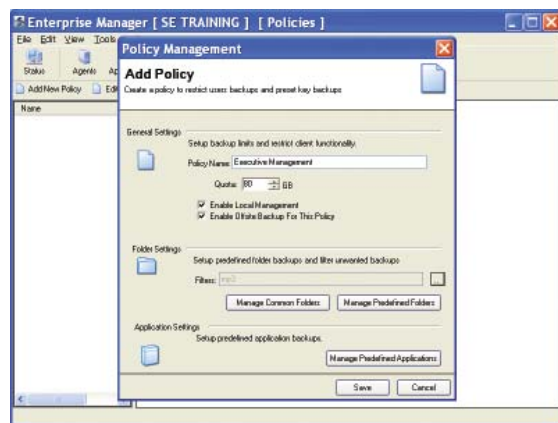 Enterprise Manager [ SE TRAINING ] [ Policies ]
File Edit View Tools
Status Agents
Add New Policy
Name
Policy Management
Add Policy
Create a policy to restrict users backups and preset key backups
General Settings
Setup backup limits and restrict client functionality.
Policy Name: Executive Management
Quota: 80 GB
Enable Local Management
Enable Offsite Backup For This Policy
Folder Settings
Setup predefined folder backups and filter unwanted backups
Filters: mp3
...
Manage Common Folders Manage Predefined Folders
Application Settings
Setup predefined application backups.
Manage Predefined Applications
Save Cancel